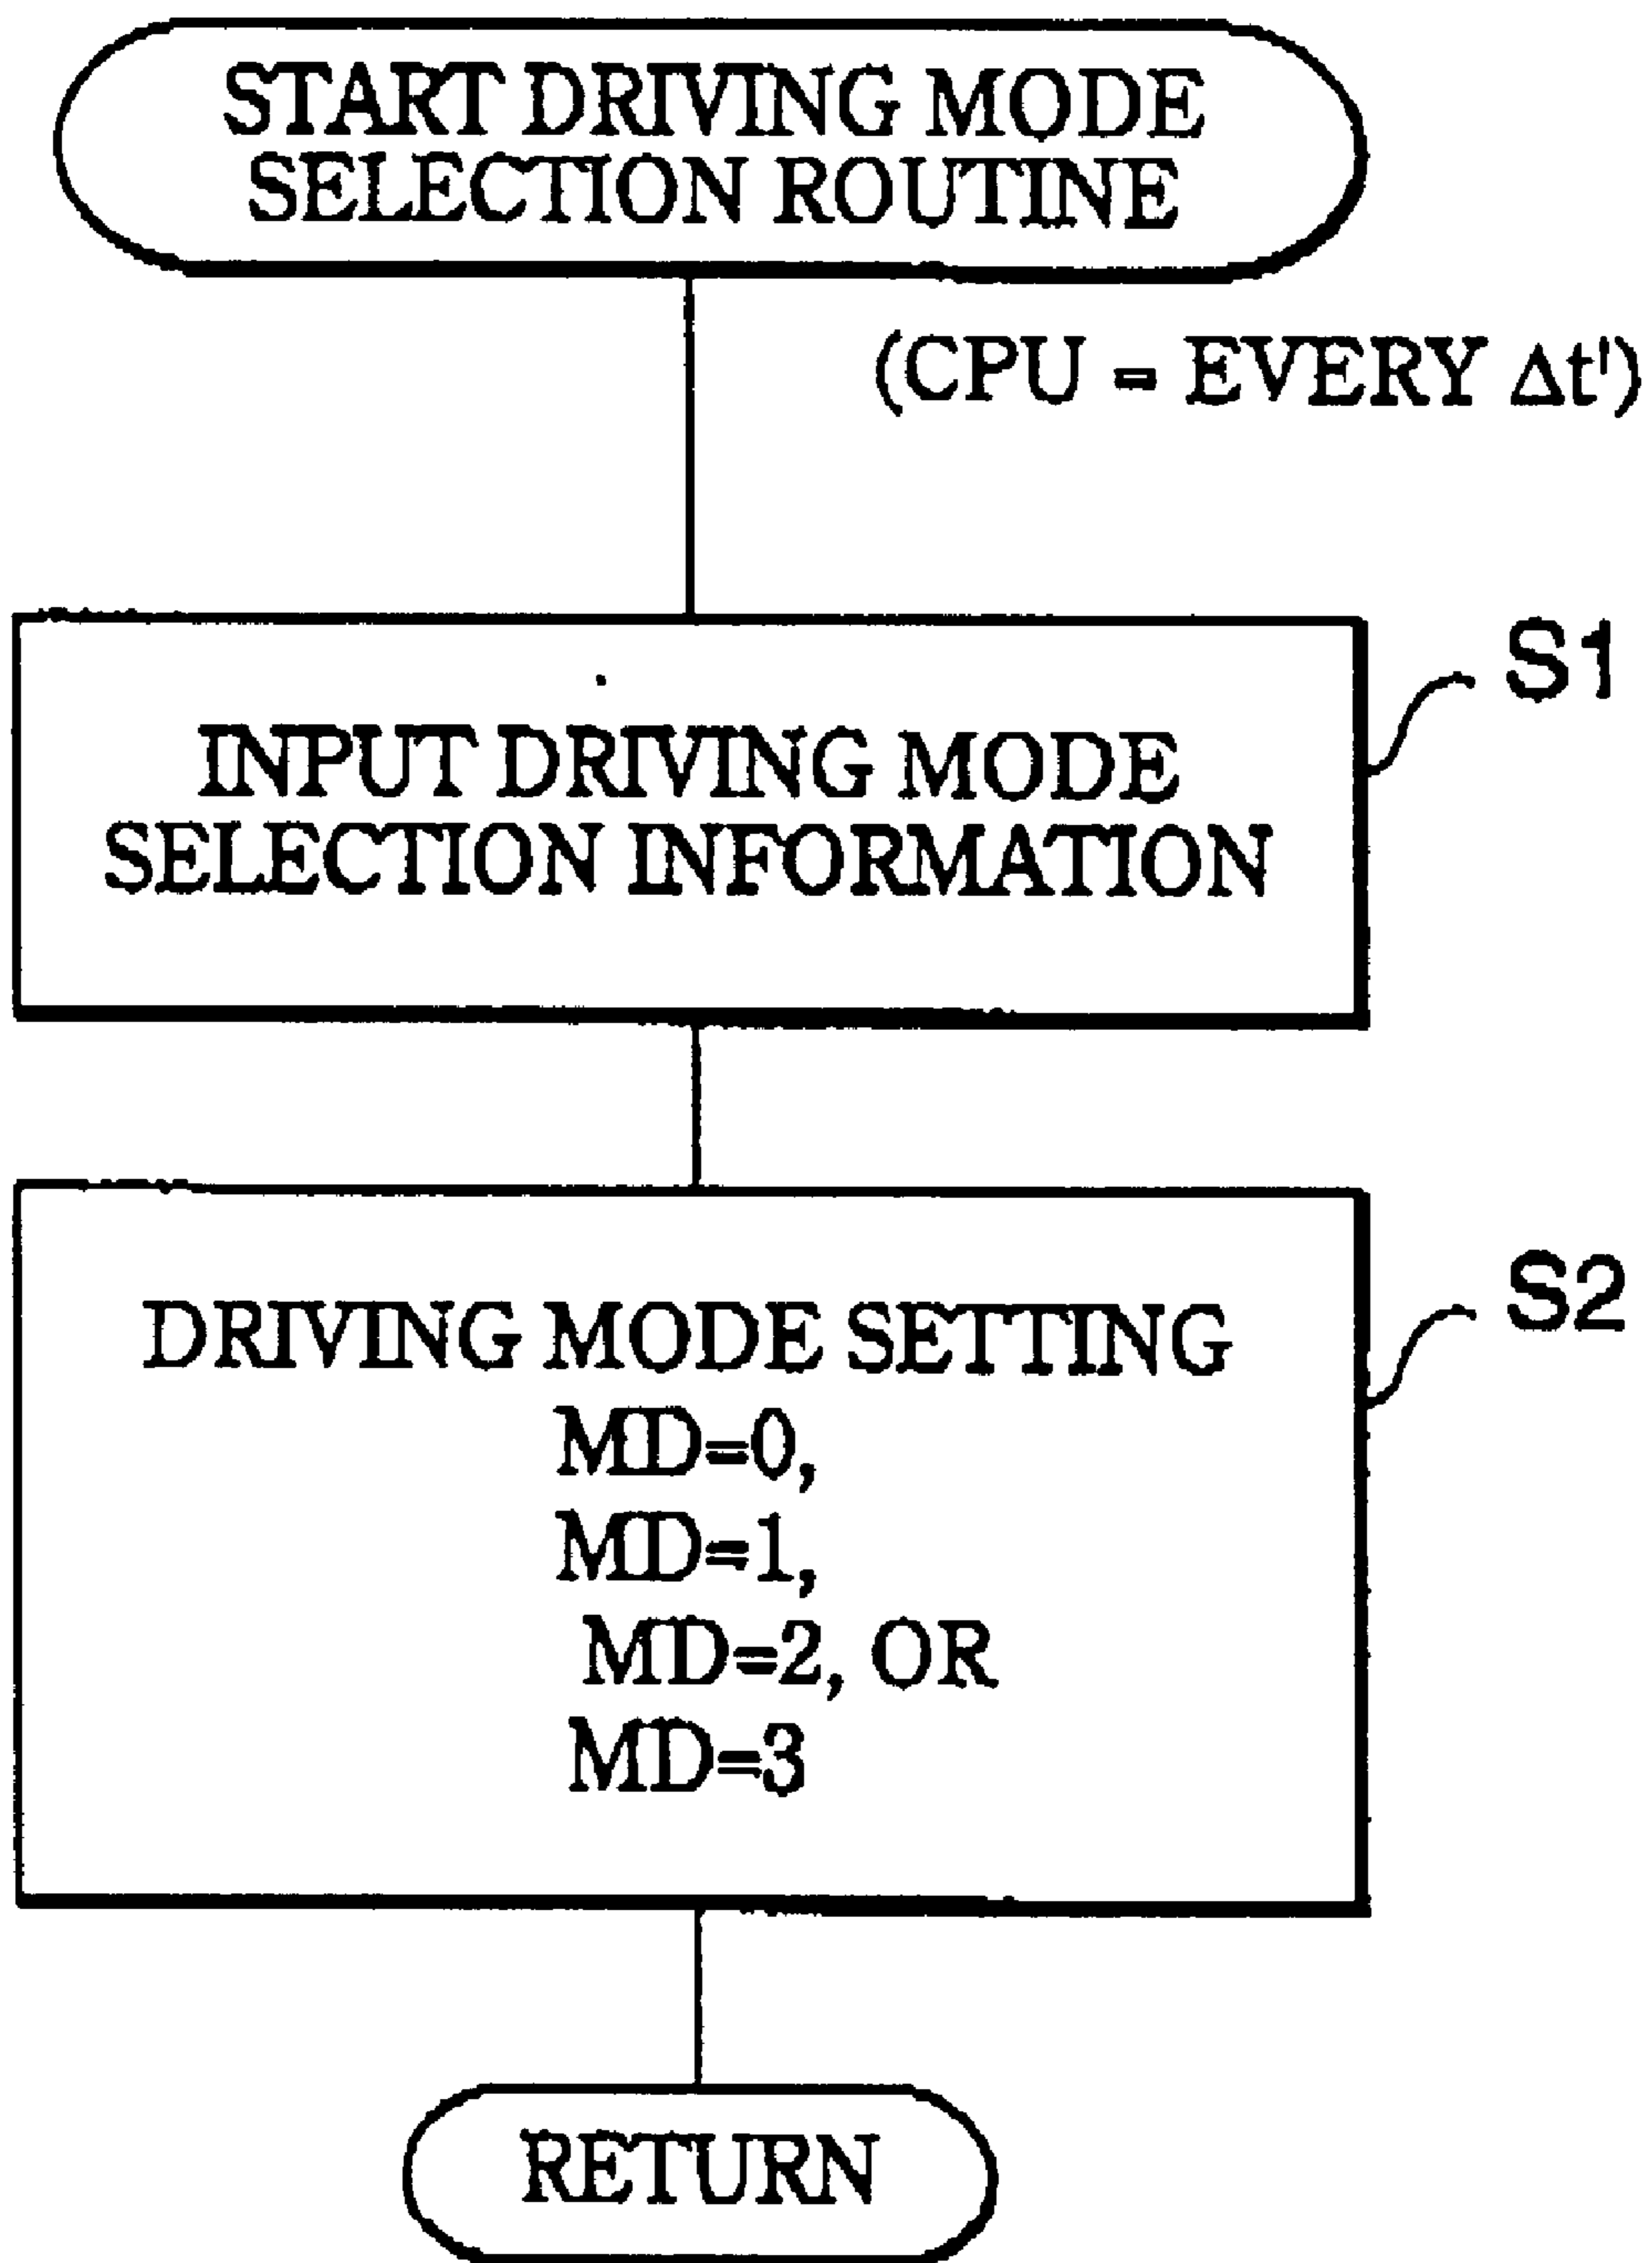 START DRIVING MODE
SELECTION ROUTINE
(CPU = EVERY Δt')
S1
INPUT DRIVING MODE
SELECTION INFORMATION
S2
DRIVING MODE SETTING
MD=0,
MD=1,
MD=2, OR
MD=3
RETURN